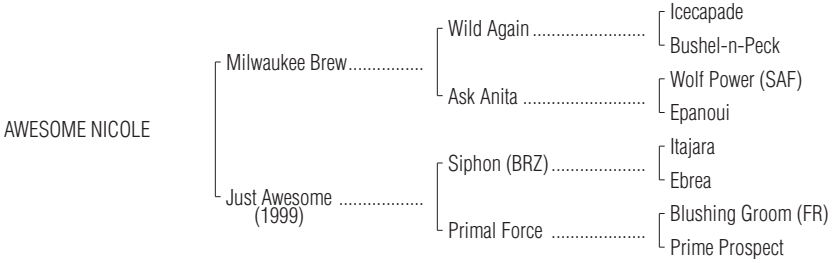 Icecapade
Wild Again ........................
Bushel-n-Peck
Milwaukee Brew................
Wolf Power (SAF)
Ask Anita ..........................
Epanoui
AWESOME NICOLE
Itajara
Siphon (BRZ)....................
Ebrea
Just Awesome ..................
(1999)
Blushing Groom (FR)
Primal Force ....................
Prime Prospect